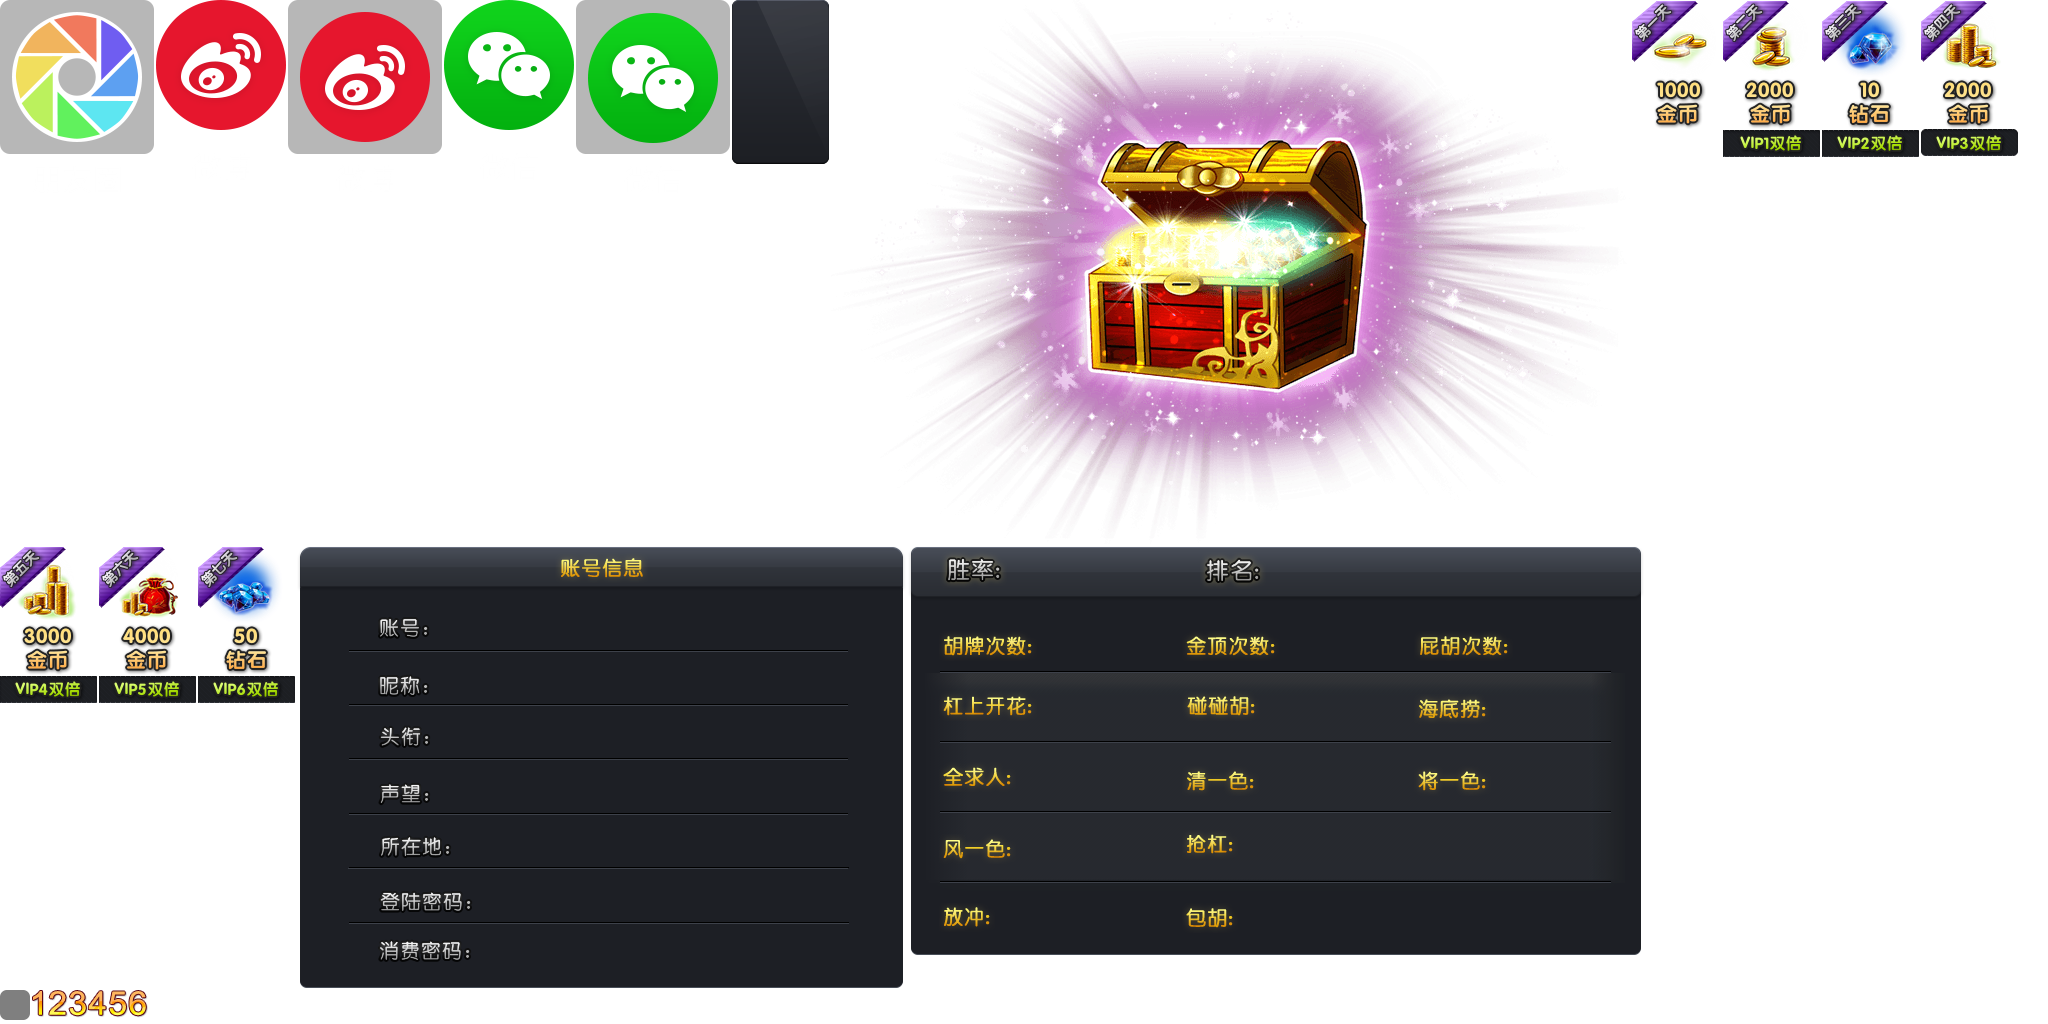 第一天
1000
金币
第二天
2000
金币
VIP1双倍
第三天
10
钻石
VIP2双倍
第四天
2000
金币
VIP3双倍
第五天
3000
金币
VIP4双倍
第六天
4000
金币
VIP5双倍
第七天
50
钻石
VIP6双倍
账号信息
账号:
昵称:
头衔:
声望:
所在地:
登陆密码:
消费密码:
胜率: 排名:
胡牌次数: 金顶次数: 屁胡次数:
杠上开花: 碰碰胡: 海底捞:
全求人: 清一色: 将一色:
风一色: 抢杠:
放冲: 包胡:
123456